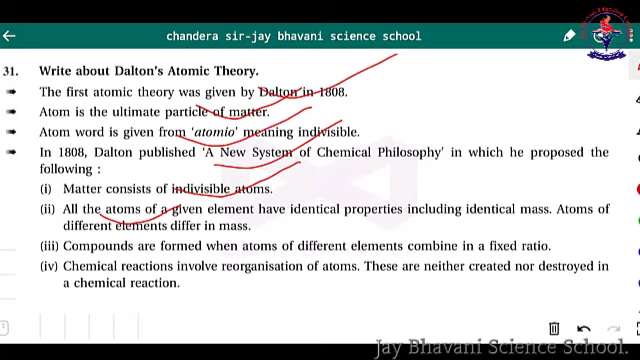 chandera sir-jay bhavani science school
31. Write about Dalton's Atomic Theory.
➡ The first atomic theory was given by Dalton in 1808.
➡ Atom is the ultimate particle of matter.
➡ Atom word is given from 'atomio' meaning indivisible.
➡ In 1808, Dalton published 'A New System of Chemical Philosophy' in which he proposed the
following :
(i) Matter consists of indivisible atoms.
(ii) All the atoms of a given element have identical properties including identical mass. Atoms of
different elements differ in mass.
(iii) Compounds are formed when atoms of different elements combine in a fixed ratio.
(iv) Chemical reactions involve reorganisation of atoms. These are neither created nor destroyed in
a chemical reaction.
Jay Bhavani Science School.